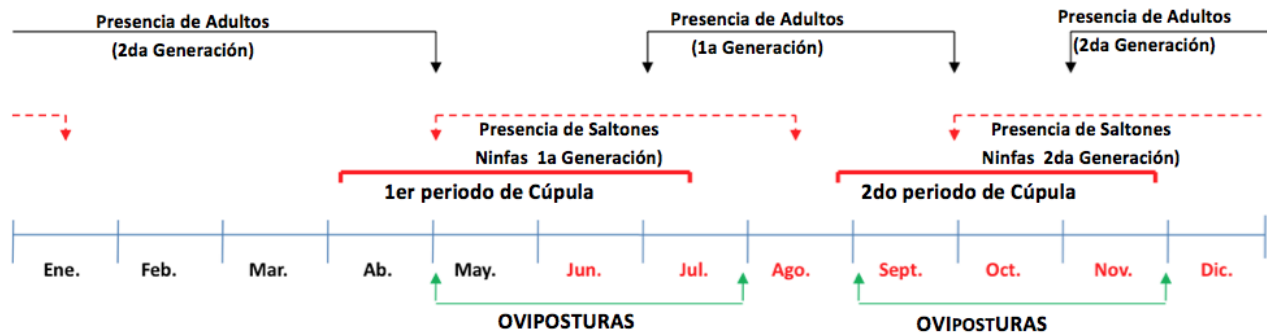 Presencia de Adultos
(2da Generación)
Presencia de Adultos
(1a Generación)
Presencia de Adultos
(2da Generación)
Presencia de Saltones
Ninfas 1a Generación)
Presencia de Saltones
Ninfas 2da Generación)
1er periodo de Cúpula
2do periodo de Cúpula
Ene. Feb. Mar. Ab. May. Jun. Jul. Ago. Sept. Oct. Nov. Dic.
OVIPOSTURAS
OVIPOSTURAS